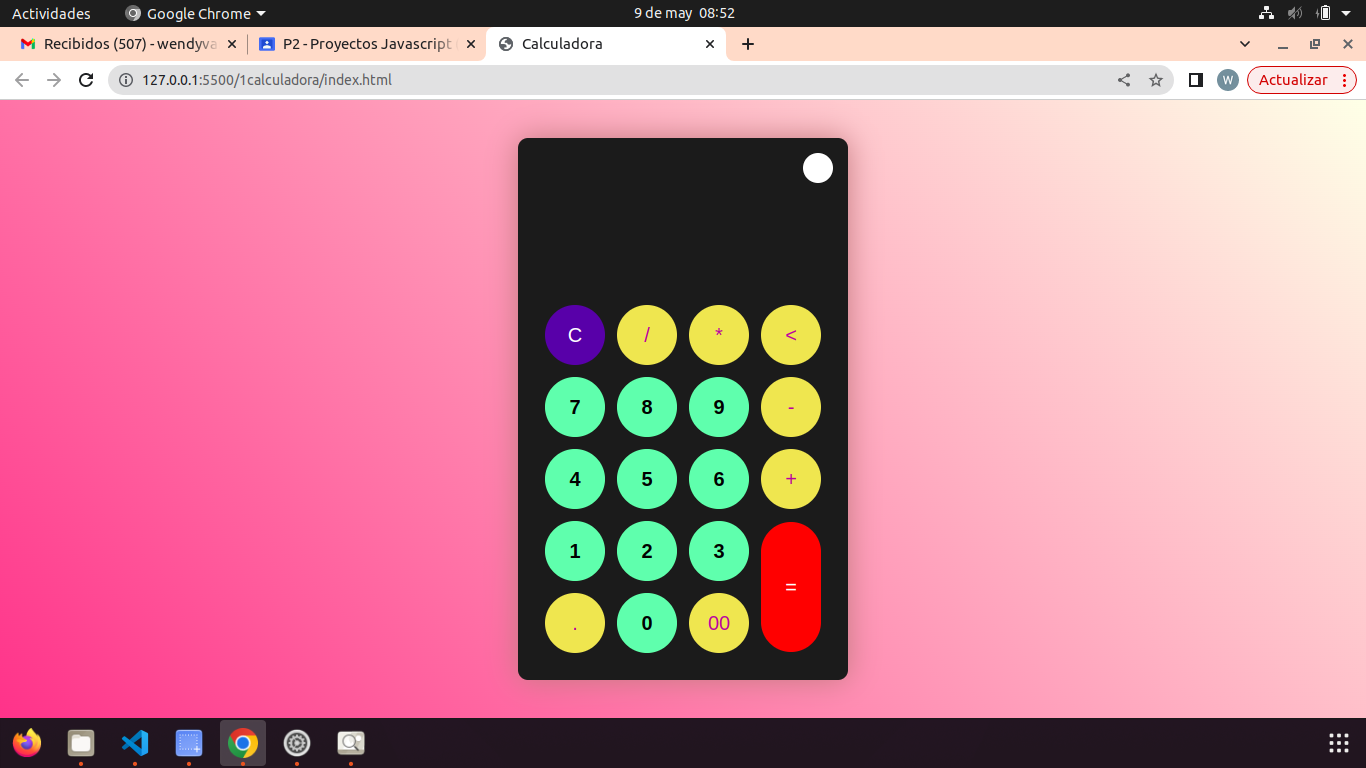 Actividades Google Chrome 9 de may 08:52
Recibidos (507) - wendyva P2 - Proyectos Javascript Calculadora
127.0.0.1:5500/1calculadora/index.html W Actualizar
C / * <
7 8 9 -
4 5 6 +
1 2 3
=
. 0 00